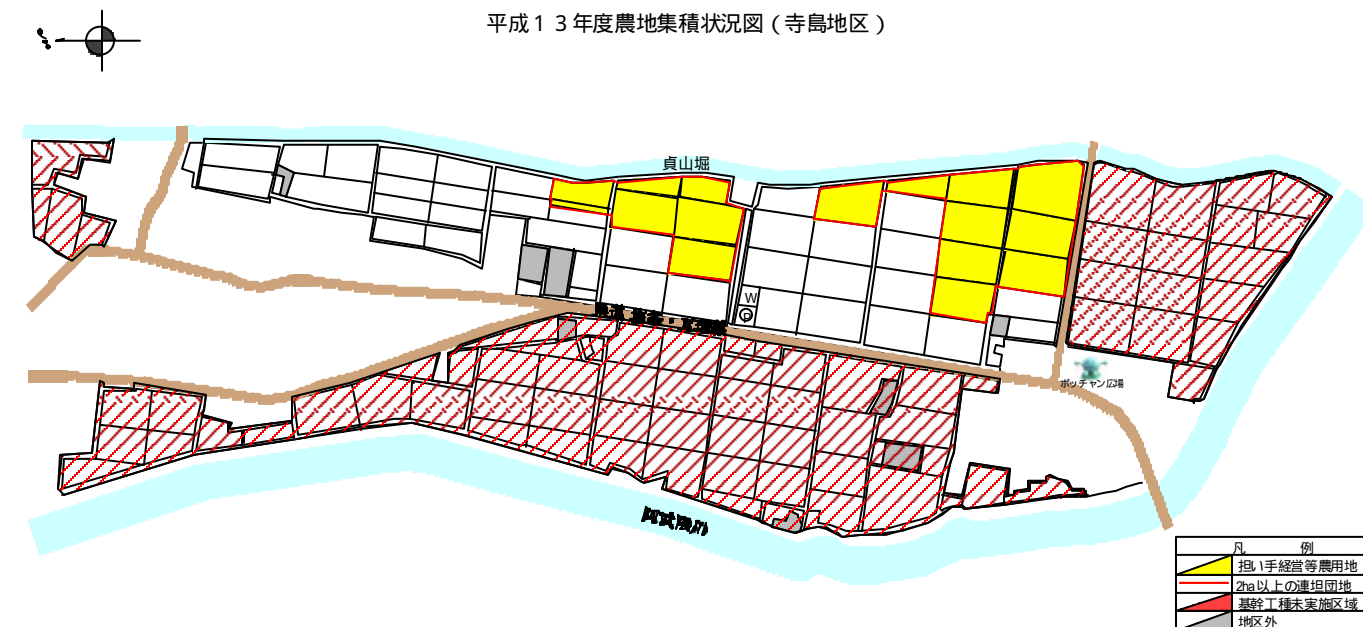 平成１３年度農地集積状況図（寺島地区）
貞山堀
W
P
ボッチャン広場
凡 例
担い手経営等農用地
2ha以上の連坦団地
基幹工種未実施区域
地区外